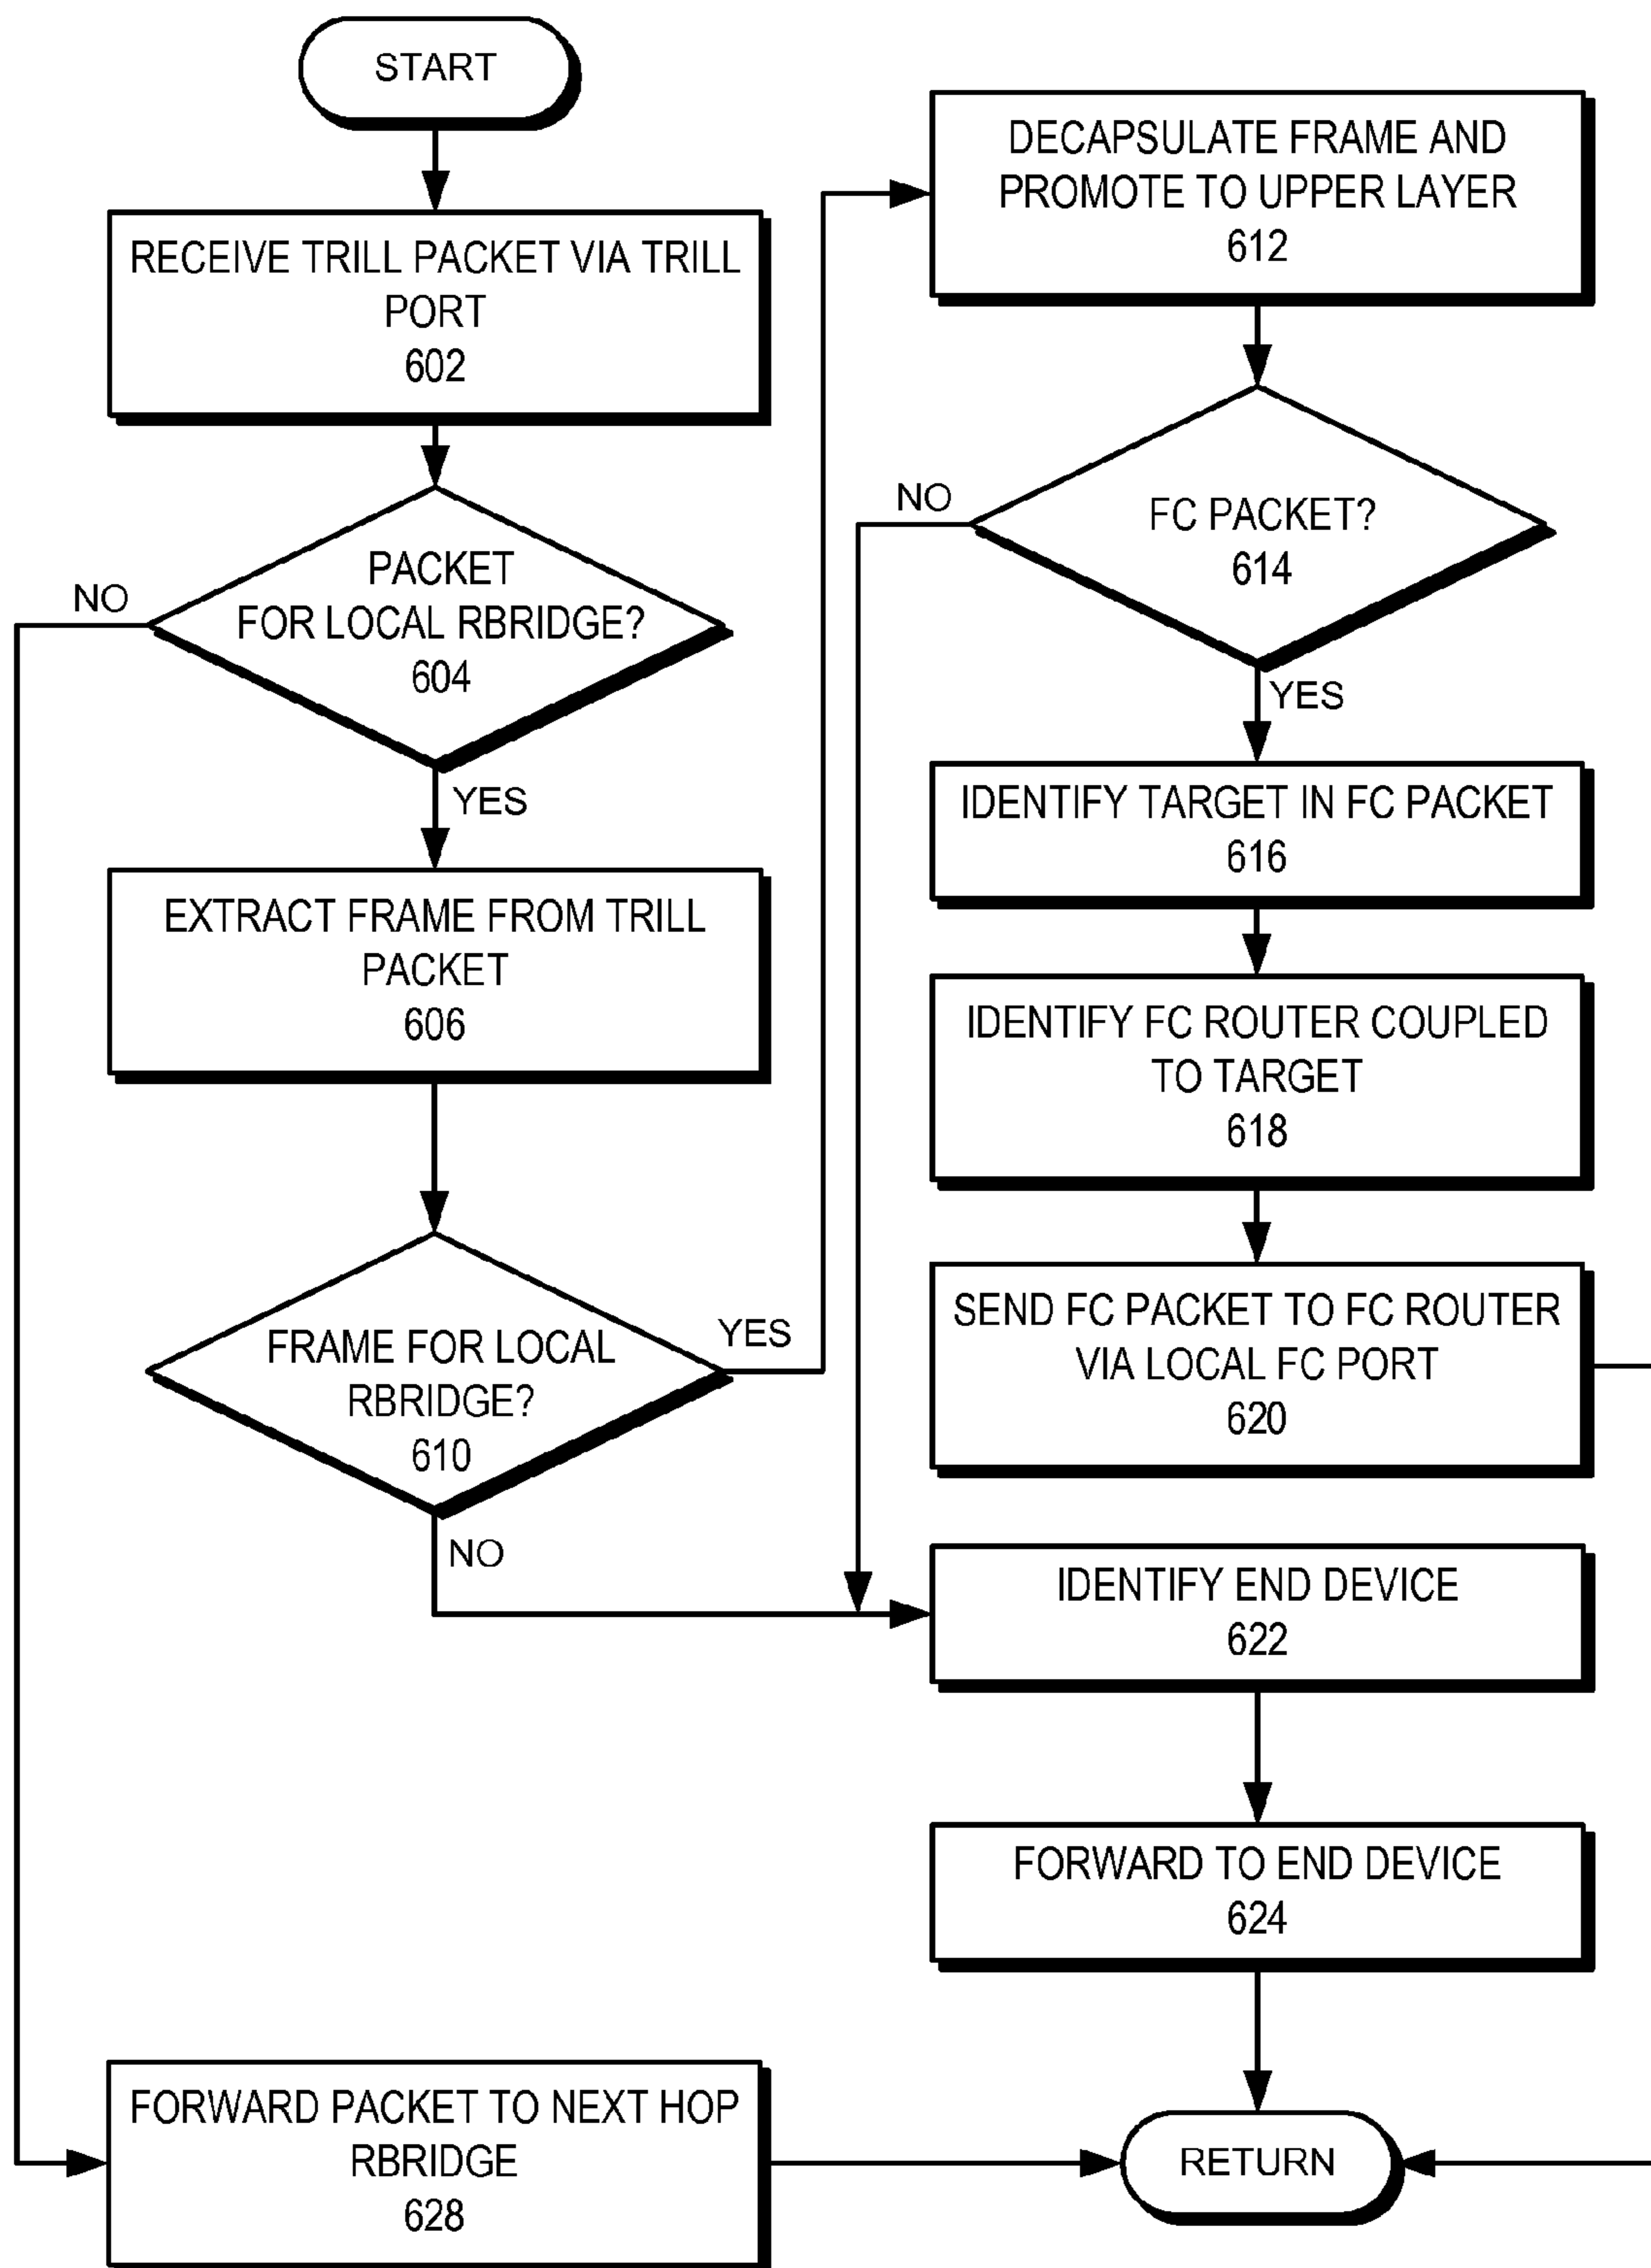 START
RECEIVE TRILL PACKET VIA TRILL
PORT
602
PACKET
FOR LOCAL RBRIDGE?
604
NO
YES
EXTRACT FRAME FROM TRILL
PACKET
606
FRAME FOR LOCAL
RBRIDGE?
610
YES
NO
DECAPSULATE FRAME AND
PROMOTE TO UPPER LAYER
612
FC PACKET?
614
NO
YES
IDENTIFY TARGET IN FC PACKET
616
IDENTIFY FC ROUTER COUPLED
TO TARGET
618
SEND FC PACKET TO FC ROUTER
VIA LOCAL FC PORT
620
IDENTIFY END DEVICE
622
FORWARD TO END DEVICE
624
FORWARD PACKET TO NEXT HOP
RBRIDGE
628
RETURN